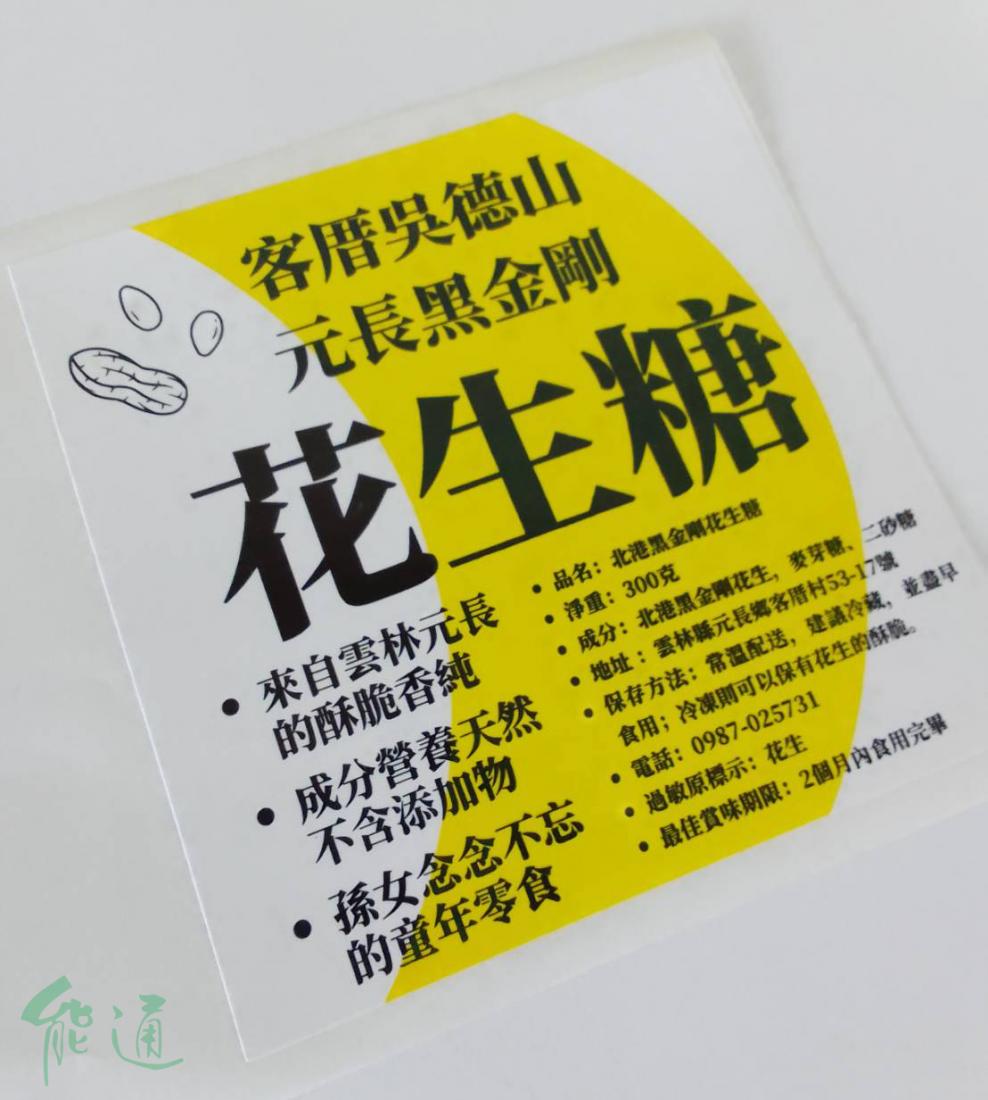 客厝吳德山
元長黑金剛
花生糖
• 來自雲林元長
的酥脆香純
• 成分營養天然
不含添加物
• 孫女念念不忘
的童年零食
• 品名：北港黑金剛花生糖
• 淨重：300克
• 成分：北港黑金剛花生，麥芽糖、二砂糖
• 地址：雲林縣元長鄉客厝村53-17號
• 保存方法：常溫配送，建議冷藏，並盡早
食用；冷凍則可以保有花生的酥脆。
• 電話：0987-025731
• 過敏原標示：花生
• 最佳賞味期限：2個月內食用完畢
能通